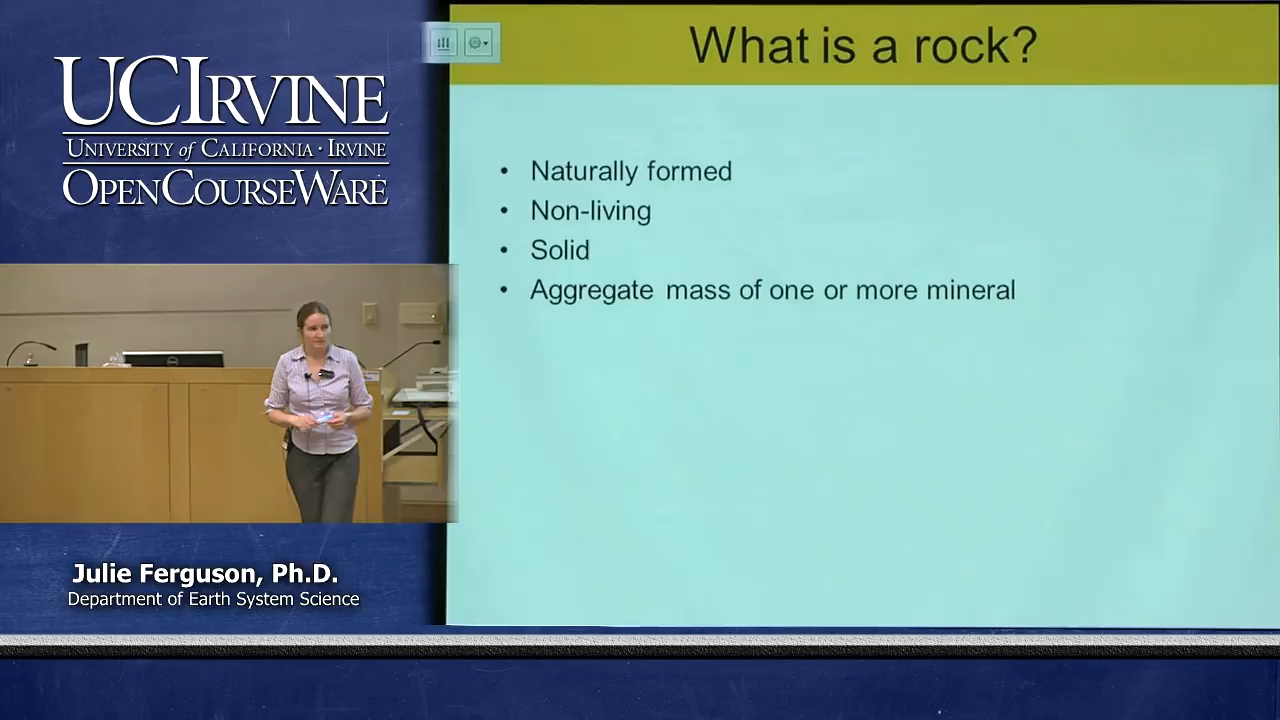 UCIRVINE
UNIVERSITY of CALIFORNIA · IRVINE
OPENCOURSEWARE
What is a rock?
• Naturally formed
• Non-living
• Solid
• Aggregate mass of one or more mineral
Julie Ferguson, Ph.D.
Department of Earth System Science